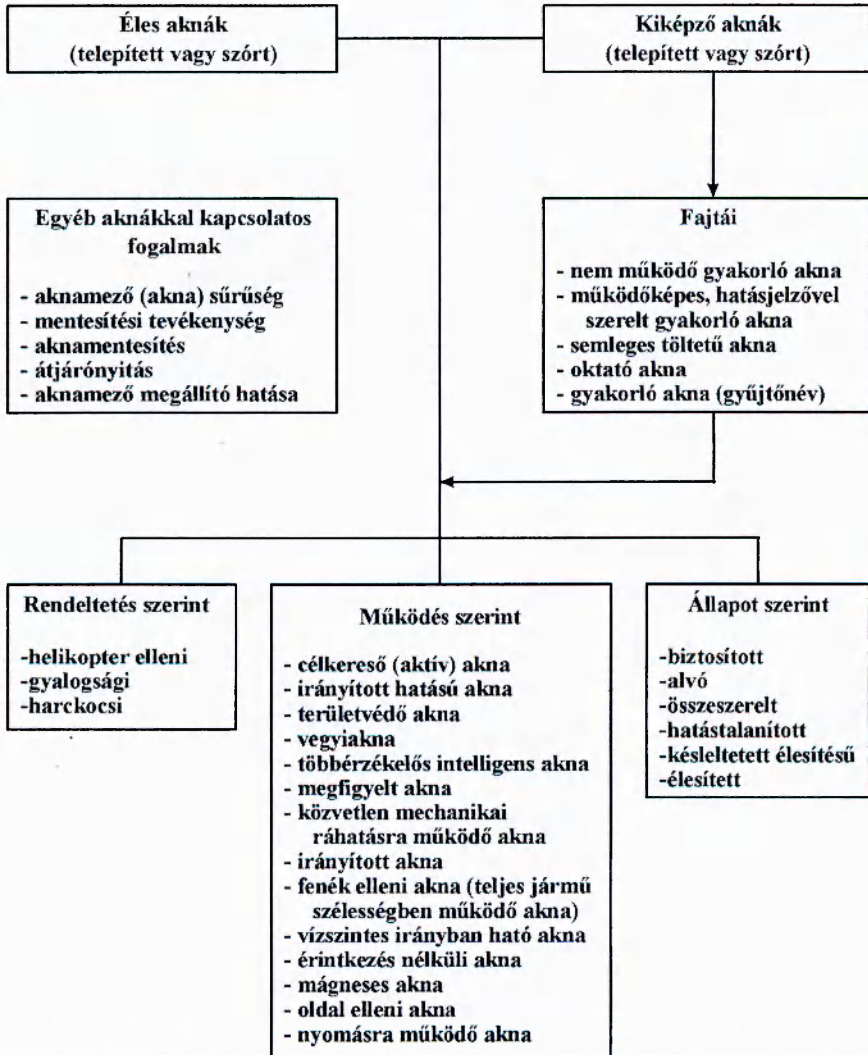 Éles aknák
(telepített vagy szórt)
Kiképző aknák
(telepített vagy szórt)
Egyéb aknákkal kapcsolatos
fogalmak
- aknamező (akna) sűrűség
- mentesítési tevékenység
- aknamentesítés
- átjárónyitás
- aknamező megállító hatása
Fajtái
- nem működő gyakorló akna
- működőképes, hatásjelzővel
szerelt gyakorló akna
- semleges töltetű akna
- oktató akna
- gyakorló akna (gyűjtőnév)
Rendeltetés szerint
-helikopter elleni
-gyalogsági
-harckocsi
Működés szerint
- célkereső (aktív) akna
- irányított hatású akna
- területvédő akna
- vegyiakna
- többérzékelős intelligens akna
- megfigyelt akna
- közvetlen mechanikai
ráhatásra működő akna
- irányított akna
- fenék elleni akna (teljes jármű
szélességben működő akna)
- vízszintes irányban ható akna
- érintkezés nélküli akna
- mágneses akna
- oldal elleni akna
- nyomásra működő akna
Állapot szerint
-biztosított
-alvó
-összeszerelt
-hatástalanított
-késleltetett élesítésű
-élesített